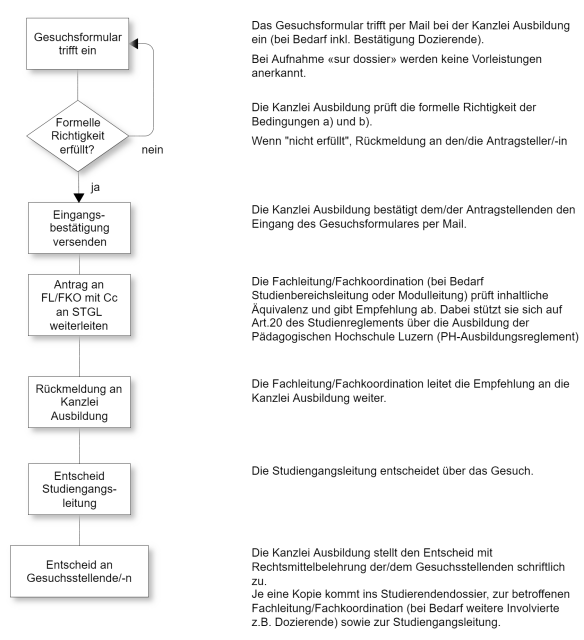 Gesuchsformular
trifft ein
Das Gesuchsformular trifft per Mail bei der Kanzlei Ausbildung
ein (bei Bedarf inkl. Bestätigung Dozierende).
Bei Aufnahme «sur dossier» werden keine Vorleistungen
anerkannt.
Formelle
Richtigkeit
erfüllt?
nein
ja
Die Kanzlei Ausbildung prüft die formelle Richtigkeit der
Bedingungen a) und b).
Wenn "nicht erfüllt", Rückmeldung an den/die Antragsteller/-in
Eingangs-
bestätigung
versenden
Die Kanzlei Ausbildung bestätigt dem/der Antragstellenden den
Eingang des Gesuchsformulares per Mail.
Antrag an
FL/FKO mit Cc
an STGL
weiterleiten
Die Fachleitung/Fachkoordination (bei Bedarf
Studienbereichsleitung oder Modulleitung) prüft inhaltliche
Äquivalenz und gibt Empfehlung ab. Dabei stützt sie sich auf
Art.20 des Studienreglements über die Ausbildung der
Pädagogischen Hochschule Luzern (PH-Ausbildungsreglement)
Rückmeldung an
Kanzlei
Ausbildung
Die Fachleitung/Fachkoordination leitet die Empfehlung an die
Kanzlei Ausbildung weiter.
Entscheid
Studiengangs-
leitung
Die Studiengangsleitung entscheidet über das Gesuch.
Entscheid an
Gesuchsstellende/-n
Die Kanzlei Ausbildung stellt den Entscheid mit
Rechtsmittelbelehrung der/dem Gesuchsstellenden schriftlich
zu.
Je eine Kopie kommt ins Studierendendossier, zur betroffenen
Fachleitung/Fachkoordination (bei Bedarf weitere Involvierte
z.B. Dozierende) sowie zur Studiengangsleitung.